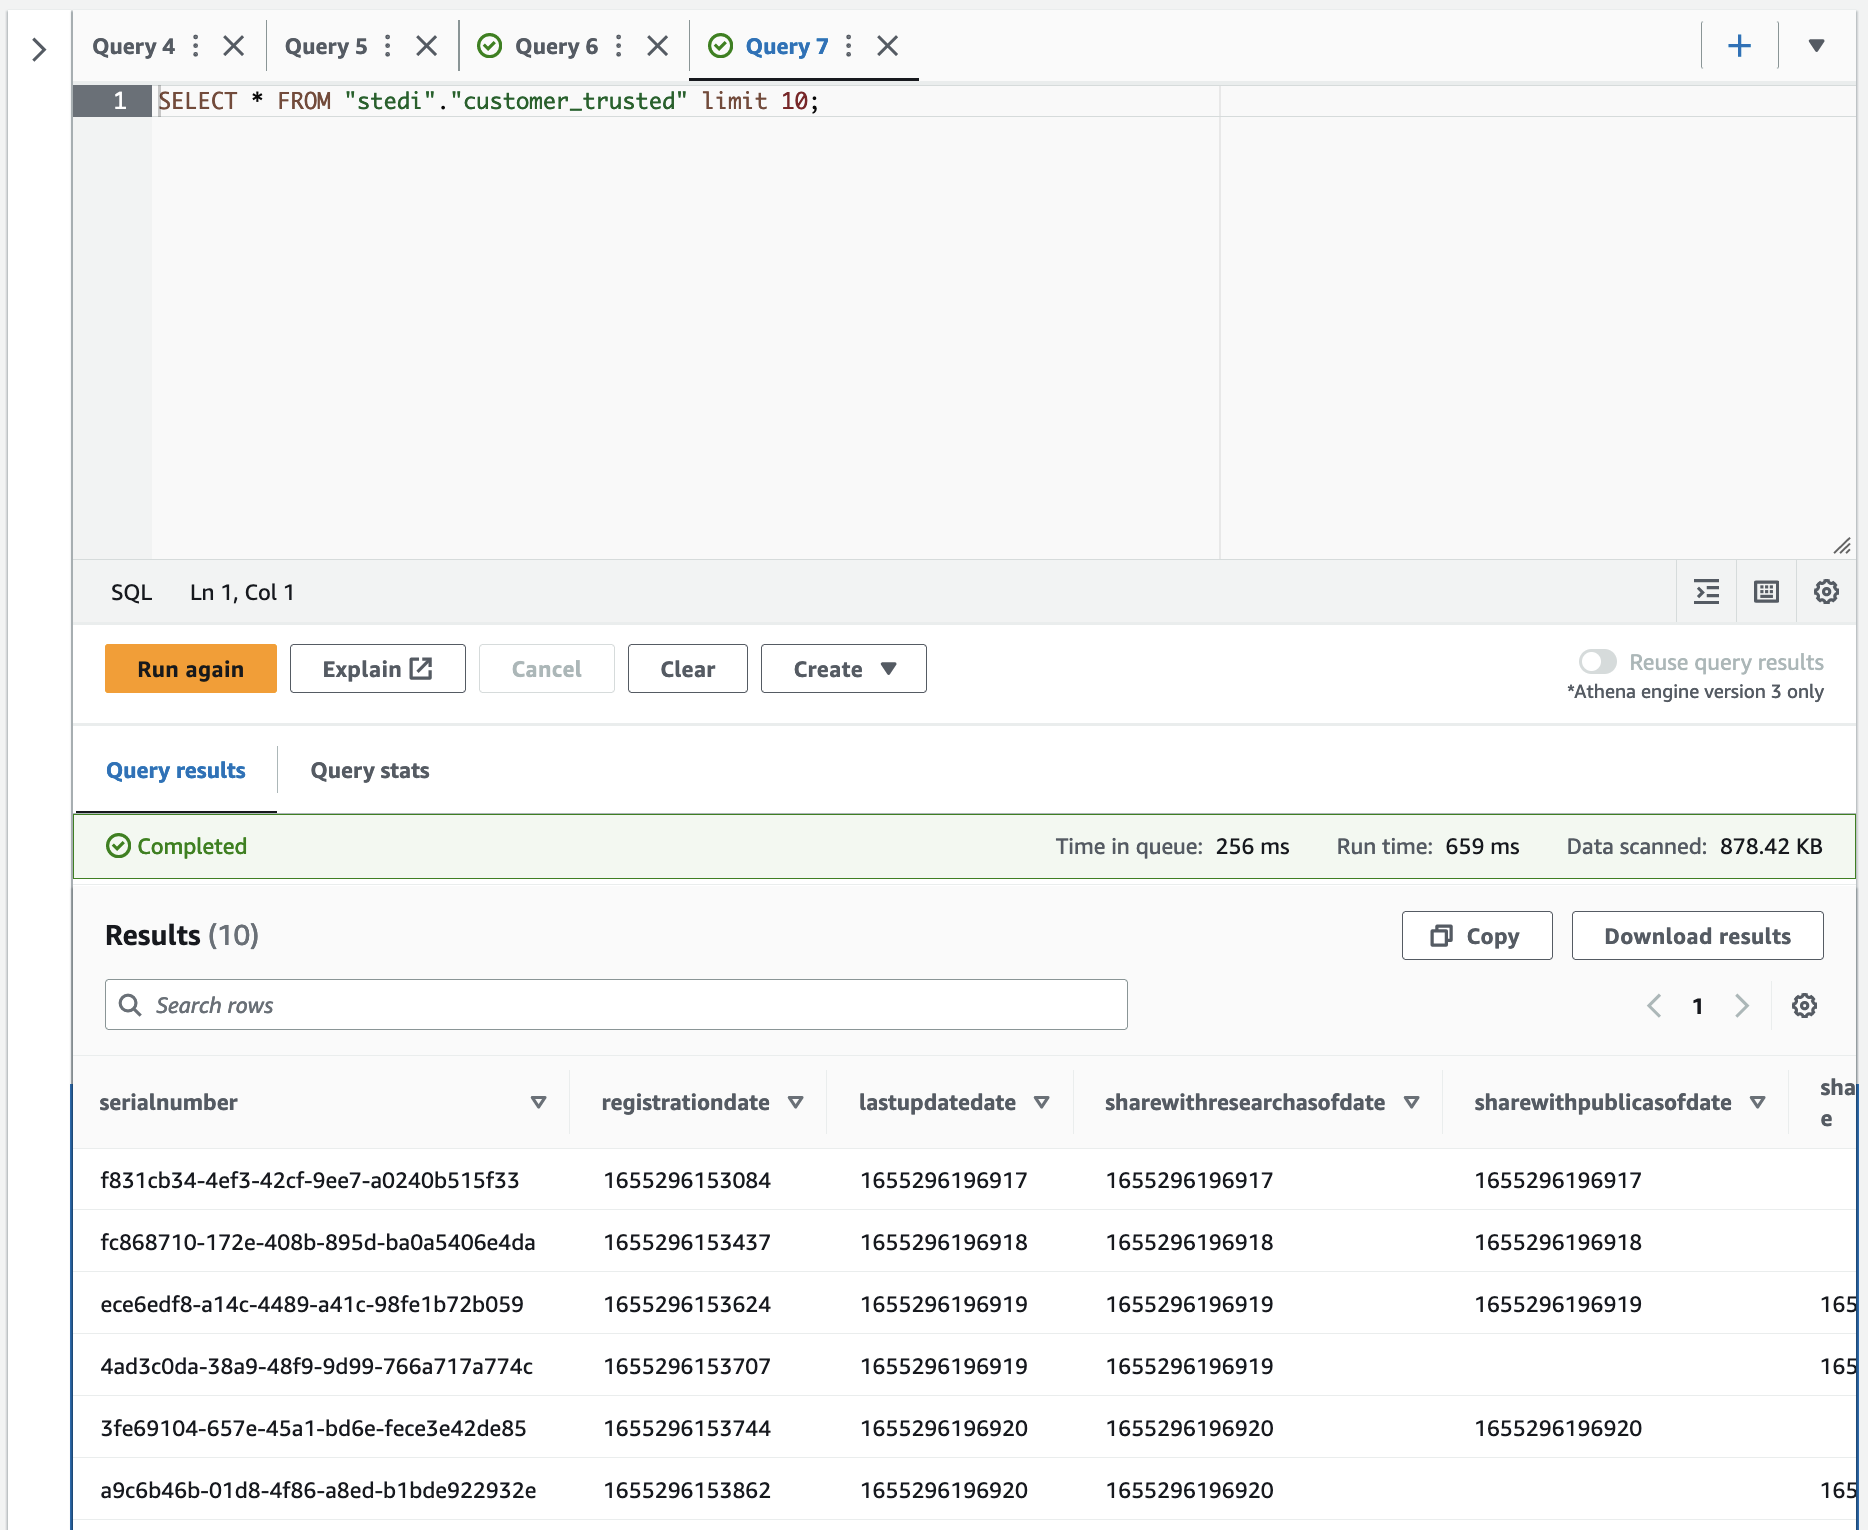 Query 4 Query 5 Query 6 Query 7
1 SELECT * FROM "stedi"."customer_trusted" limit 10;
SQL Ln 1, Col 1
Run again Explain Cancel Clear Create Reuse query results
*Athena engine version 3 only
Query results Query stats
Completed Time in queue: 256 ms Run time: 659 ms Data scanned: 878.42 KB
Results (10) Copy Download results
Search rows 1
serialnumber registrationdate lastupdatedate sharewithresearchasofdate sharewithpublicasofdate sha
e
f831cb34-4ef3-42cf-9ee7-a0240b515f33 1655296153084 1655296196917 1655296196917 1655296196917
fc868710-172e-408b-895d-ba0a5406e4da 1655296153437 1655296196918 1655296196918 1655296196918
ece6edf8-a14c-4489-a41c-98fe1b72b059 1655296153624 1655296196919 1655296196919 1655296196919 165
4ad3c0da-38a9-48f9-9d99-766a717a774c 1655296153707 1655296196919 1655296196919 165
3fe69104-657e-45a1-bd6e-fece3e42de85 1655296153744 1655296196920 1655296196920 1655296196920
a9c6b46b-01d8-4f86-a8ed-b1bde922932e 1655296153862 1655296196920 1655296196920 165